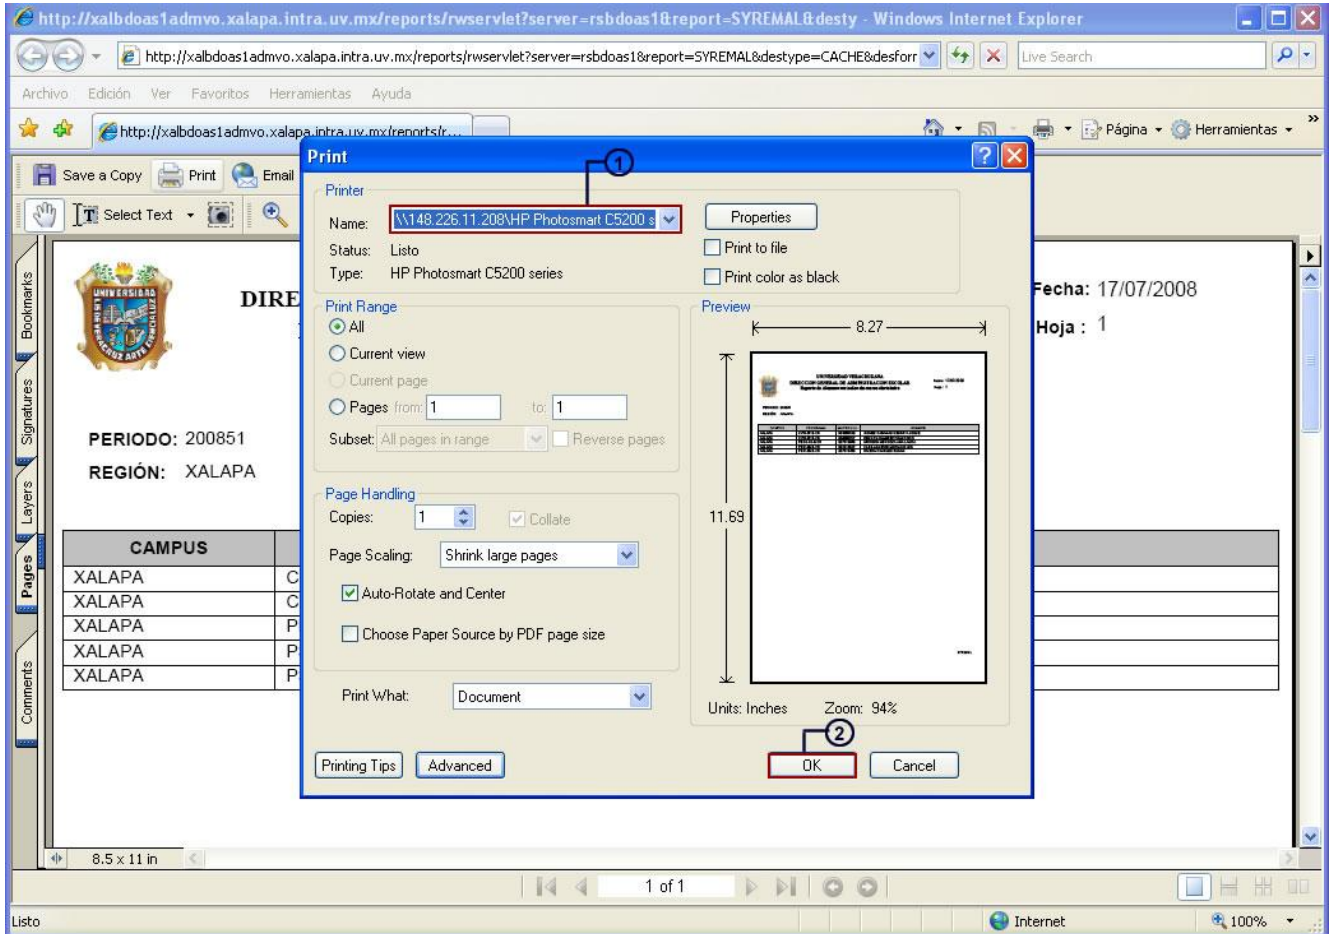 http://xalbdoas1admvo.xalapa.intra.uv.mx/reports/rwservlet?server=rsbdoas1&report=SYREMAL&desty - Windows Internet Explorer
http://xalbdoas1admvo.xalapa.intra.uv.mx/reports/rwservlet?server=rsbdoas1&report=SYREMAL&destype=CACHE&desforr
Live Search
Archivo Edición Ver Favoritos Herramientas Ayuda
http://xalbdoas1admvo.xalapa.intra.uv.mx/reports/r...
Página Herramientas »
Save a Copy Print Email
Select Text
Print
1
Printer
Name: \\148.226.11.208\HP Photosmart C5200 s
Properties
Status: Listo
Print to file
Type: HP Photosmart C5200 series
Print color as black
Print Range
All
Current view
Current page
Pages from: 1 to: 1
Subset: All pages in range Reverse pages
Page Handling
Copies: 1 Collate
Page Scaling: Shrink large pages
Auto-Rotate and Center
Choose Paper Source by PDF page size
Print What: Document
Preview
8.27
UNIVERSIDAD VERACRUZANA
DIRECCION GENERAL DE ADMINISTRACION ESCOLAR
11.69
Units: Inches Zoom: 94%
2
Printing Tips Advanced OK Cancel
Bookmarks
Signatures
Layers
Pages
Comments
UNIVERSIDAD
DIRE
Fecha: 17/07/2008
Hoja : 1
PERIODO: 200851
REGIÓN: XALAPA
CAMPUS
XALAPA C
XALAPA C
XALAPA P
XALAPA P
XALAPA P
8.5 x 11 in
1 of 1
Listo Internet 100%